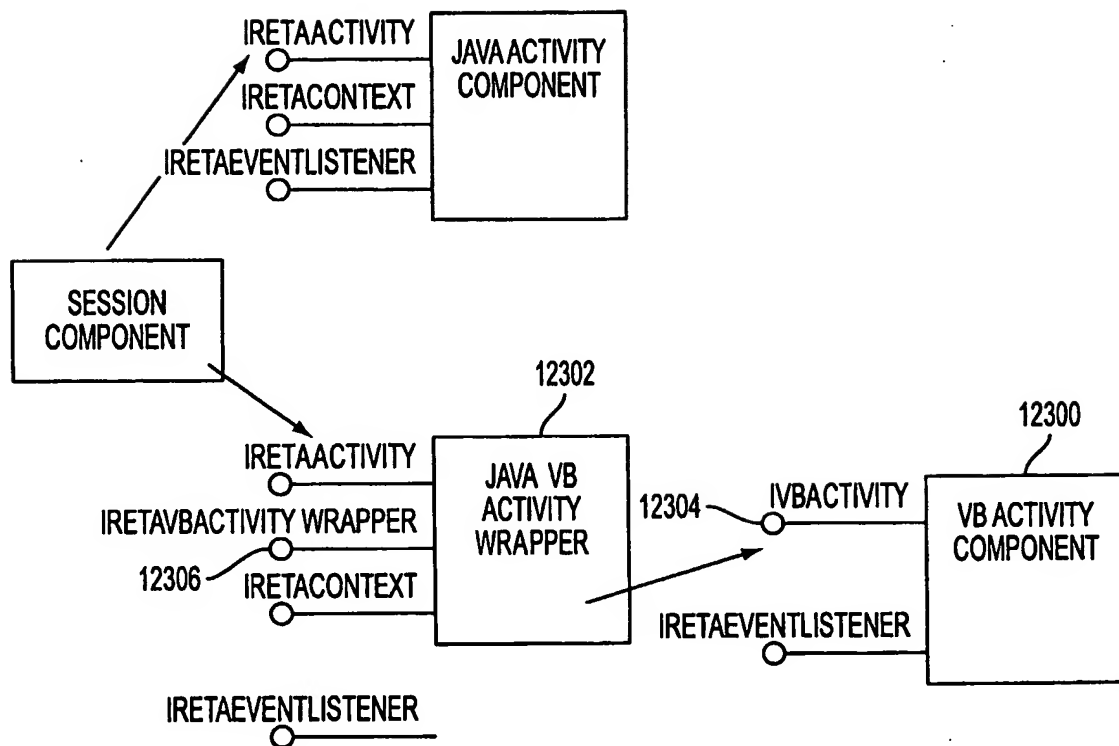 IRETAACTIVITY
JAVA ACTIVITY
COMPONENT
IRETACONTEXT
IRETAEVENTLISTENER
SESSION
COMPONENT
12302
12300
IRETAACTIVITY
JAVA VB
ACTIVITY
WRAPPER
12304
IVBACTIVITY
VB ACTIVITY
COMPONENT
IRETAVBACTIVITY WRAPPER
12306
IRETACONTEXT
IRETAEVENTLISTENER
IRETAEVENTLISTENER